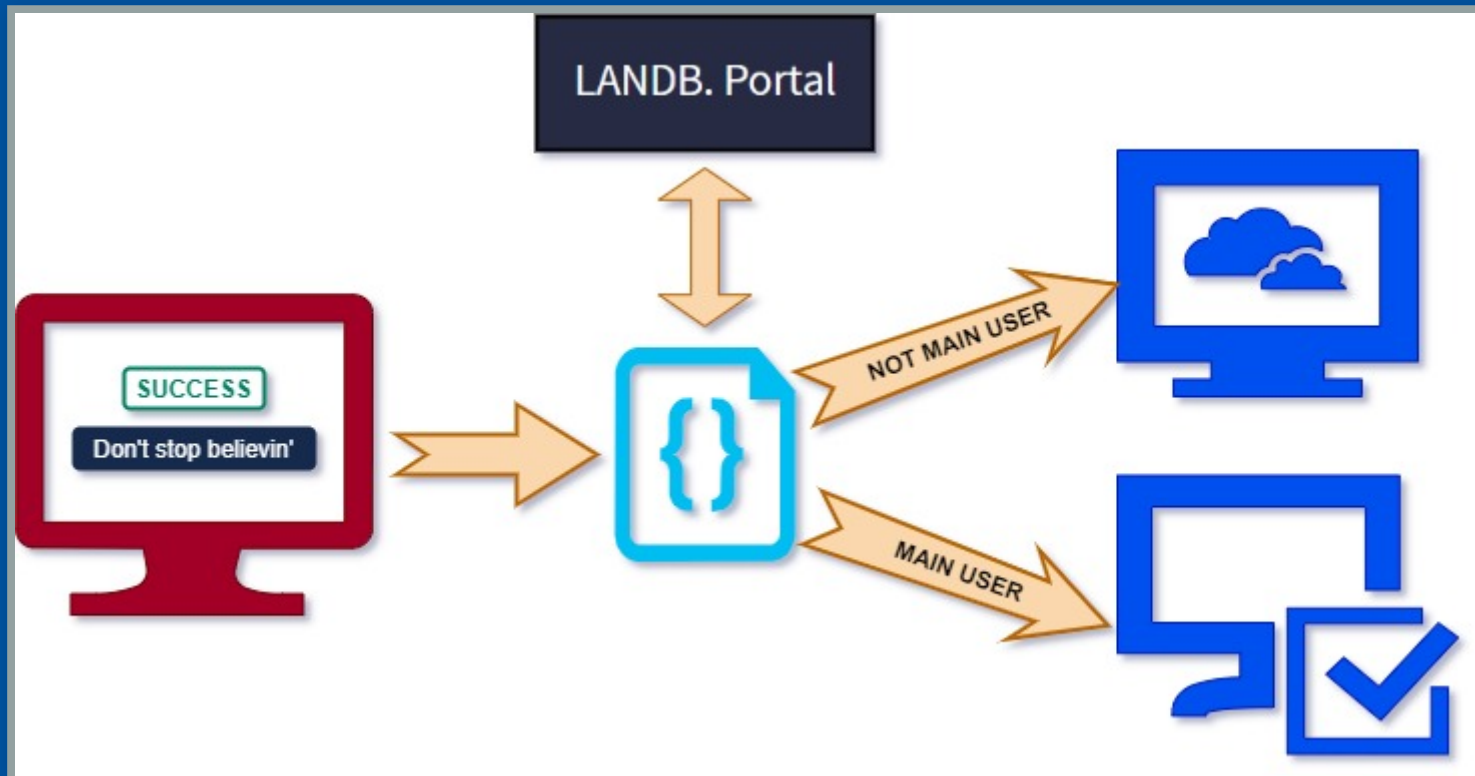 LANDB. Portal
SUCCESS
Don't stop believin'
{}
NOT MAIN USER
MAIN USER